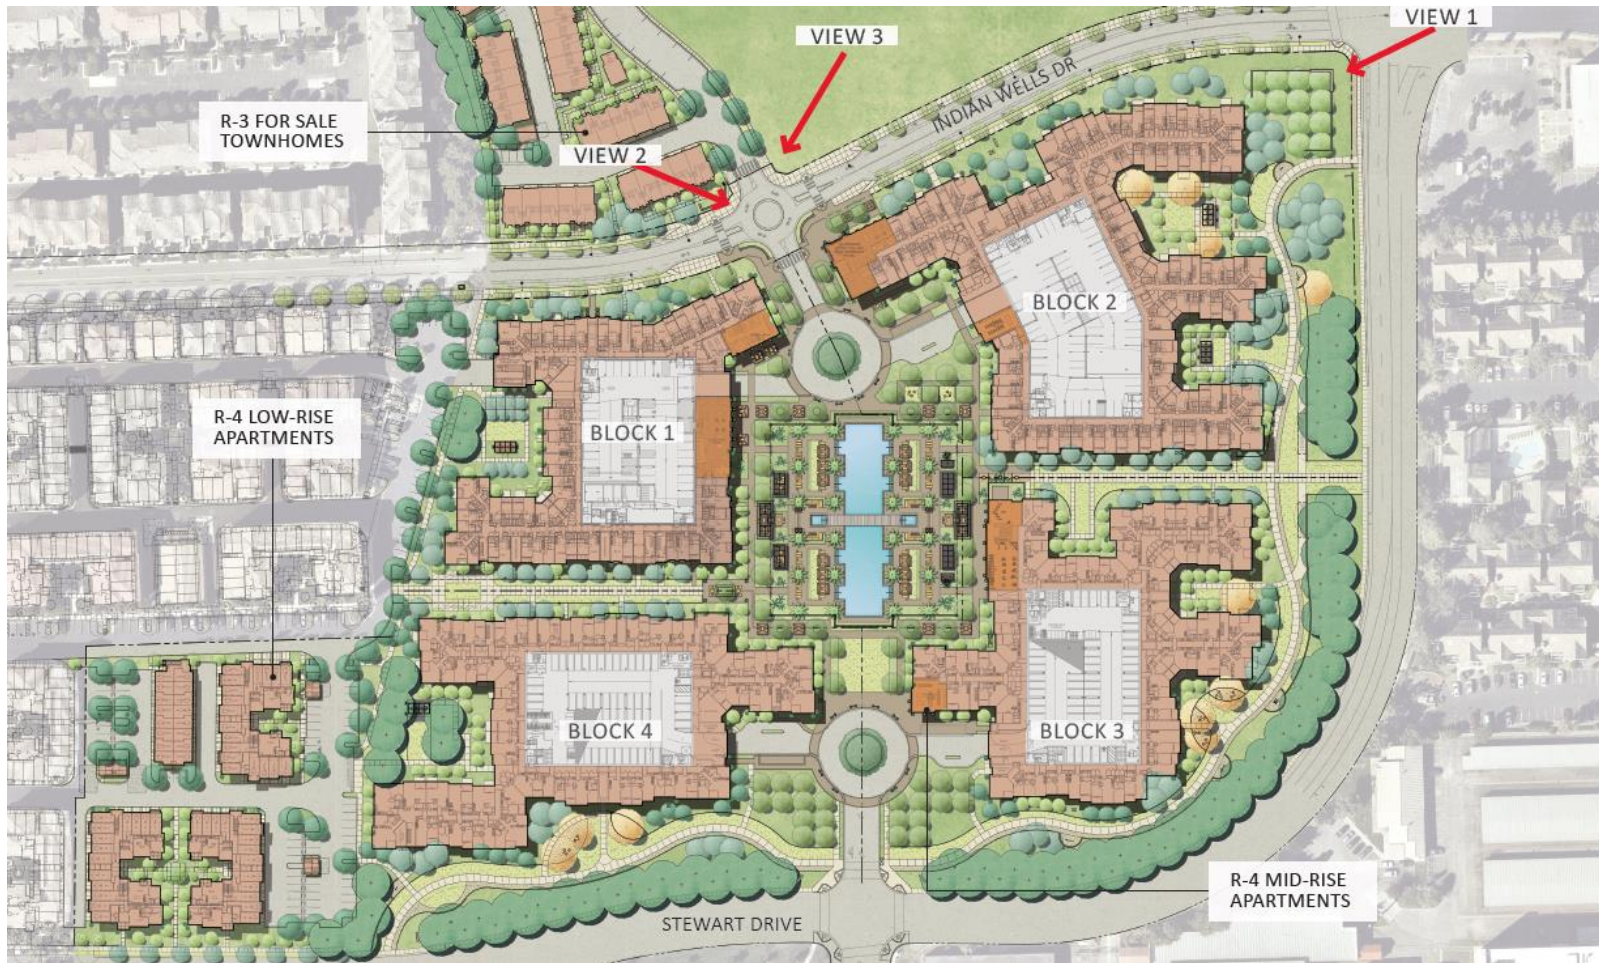 VIEW 1
VIEW 3
INDIAN WELLS DR
R-3 FOR SALE
TOWNHOMES
VIEW 2
BLOCK 2
R-4 LOW-RISE
APARTMENTS
BLOCK 1
BLOCK 4
BLOCK 3
R-4 MID-RISE
APARTMENTS
STEWART DRIVE